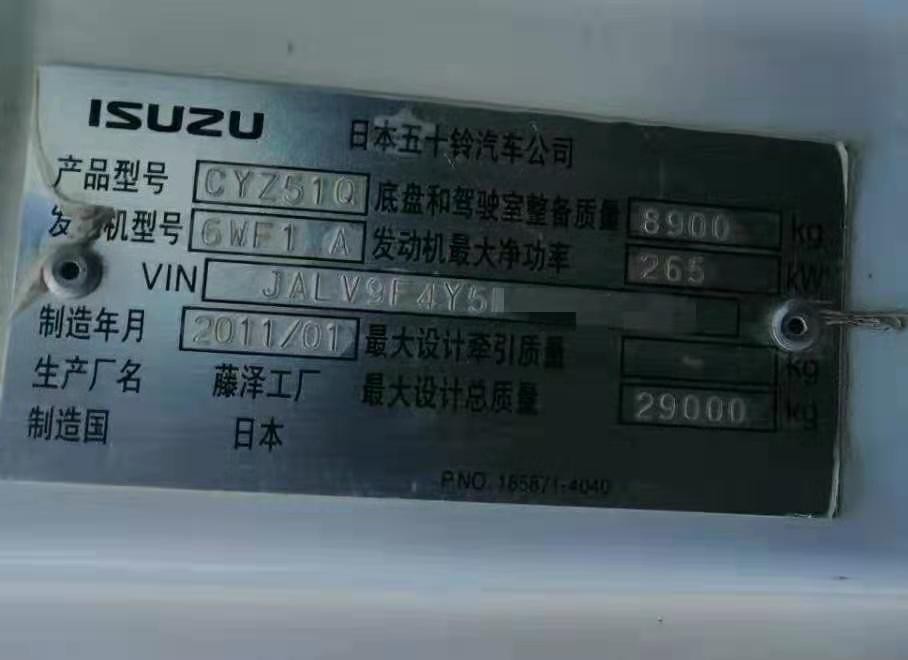 ISUZU 日本五十铃汽车公司
产品型号 CYZ51Q 底盘和驾驶室整备质量 8900 kg
发动机型号 6WF1 A 发动机最大净功率 265 kW
VIN JALV9F4Y5
制造年月 2011/01 最大设计牵引质量 - kg
生产厂名 藤泽工厂 最大设计总质量 29000 kg
制造国 日本
P.NO. 185871-4040